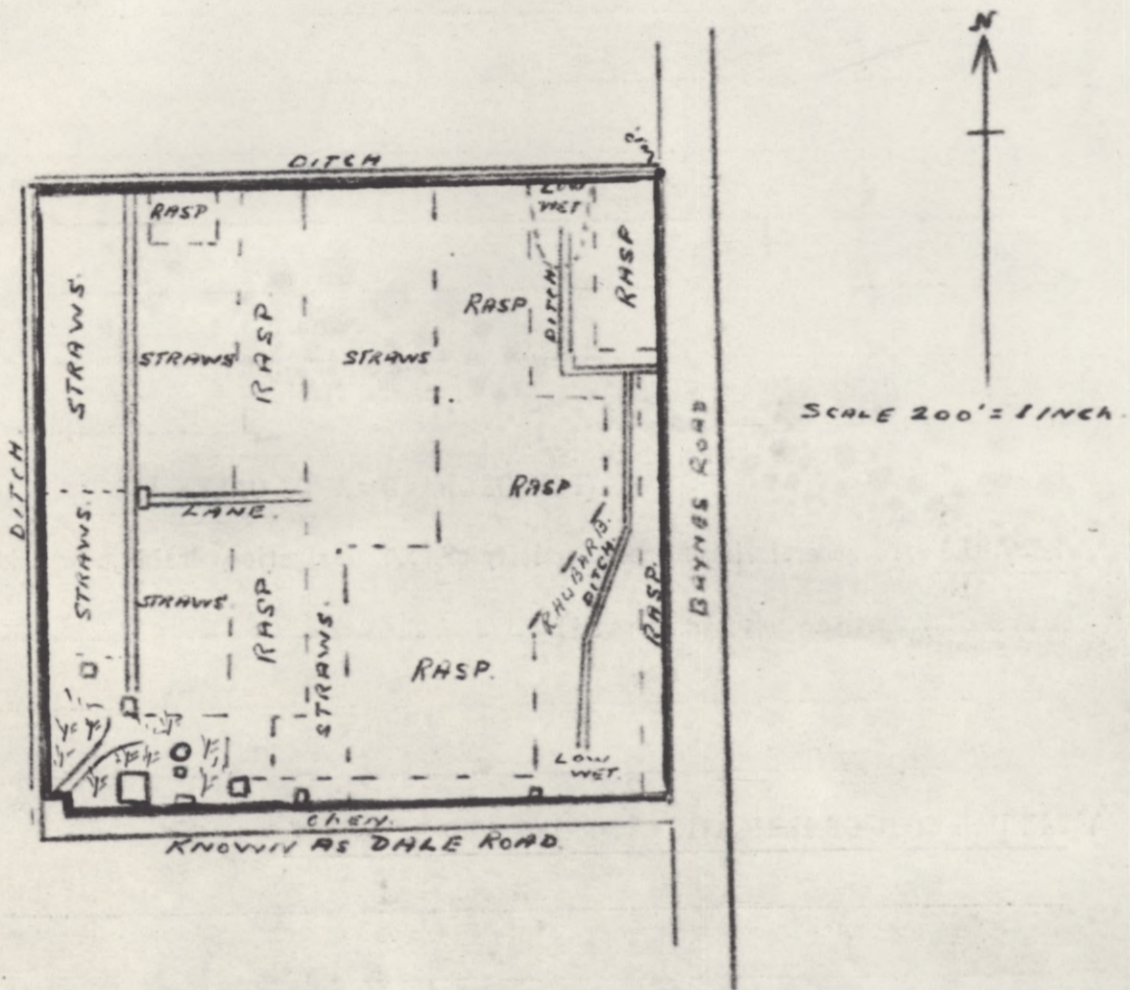 N
DITCH
LOW
WET
RASP
RASP
STRAWS.
RASP.
RASP
DITCH
STRAWS
STRAWS
SCALE 200' = 1 INCH
BAYNES ROAD
DITCH
RASP
LANE.
STRAWS.
RHUBARB.
DITCH
STRAWS
RASP
STRAWS.
RASP.
RASP.
LOW
WET.
KNOWN AS DALE ROAD